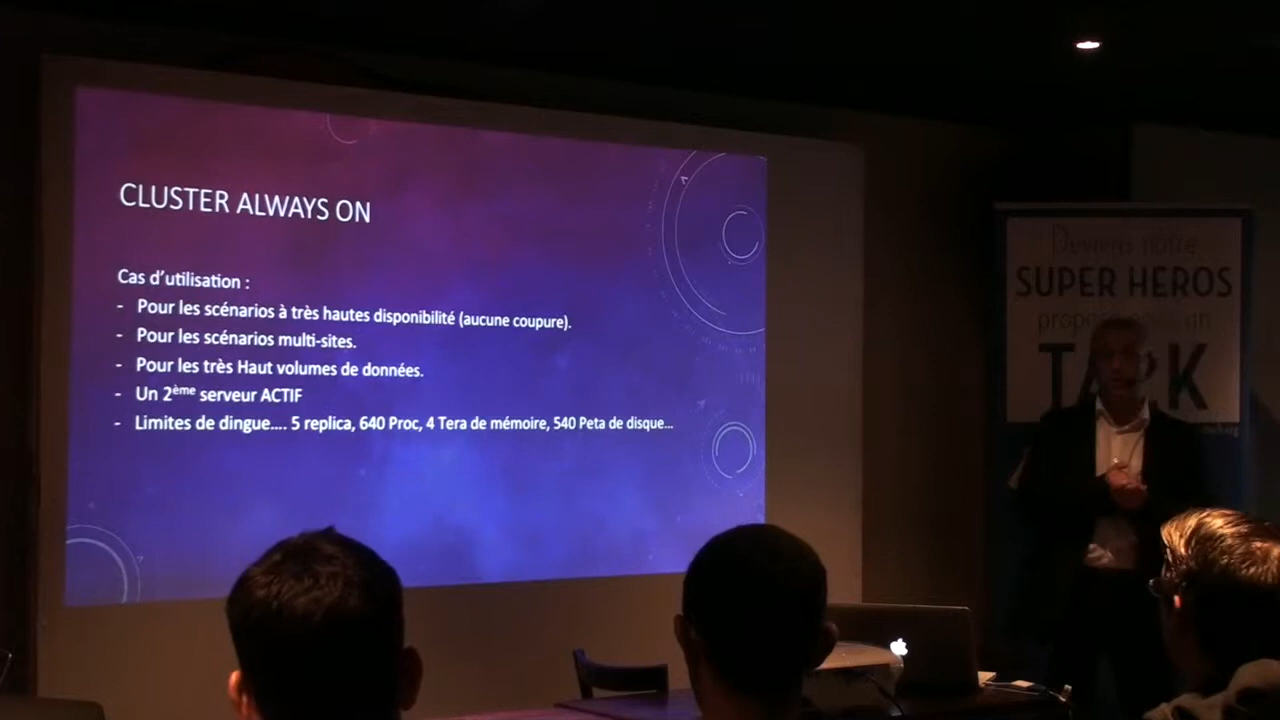 CLUSTER ALWAYS ON
Cas d’utilisation :
- Pour les scénarios à très hautes disponibilité (aucune coupure).
- Pour les scénarios multi-sites.
- Pour les très Haut volumes de données.
- Un 2ème serveur ACTIF
- Limites de dingue…. 5 replica, 640 Proc, 4 Tera de mémoire, 540 Peta de disque…
Deviens notre
SUPER HEROS